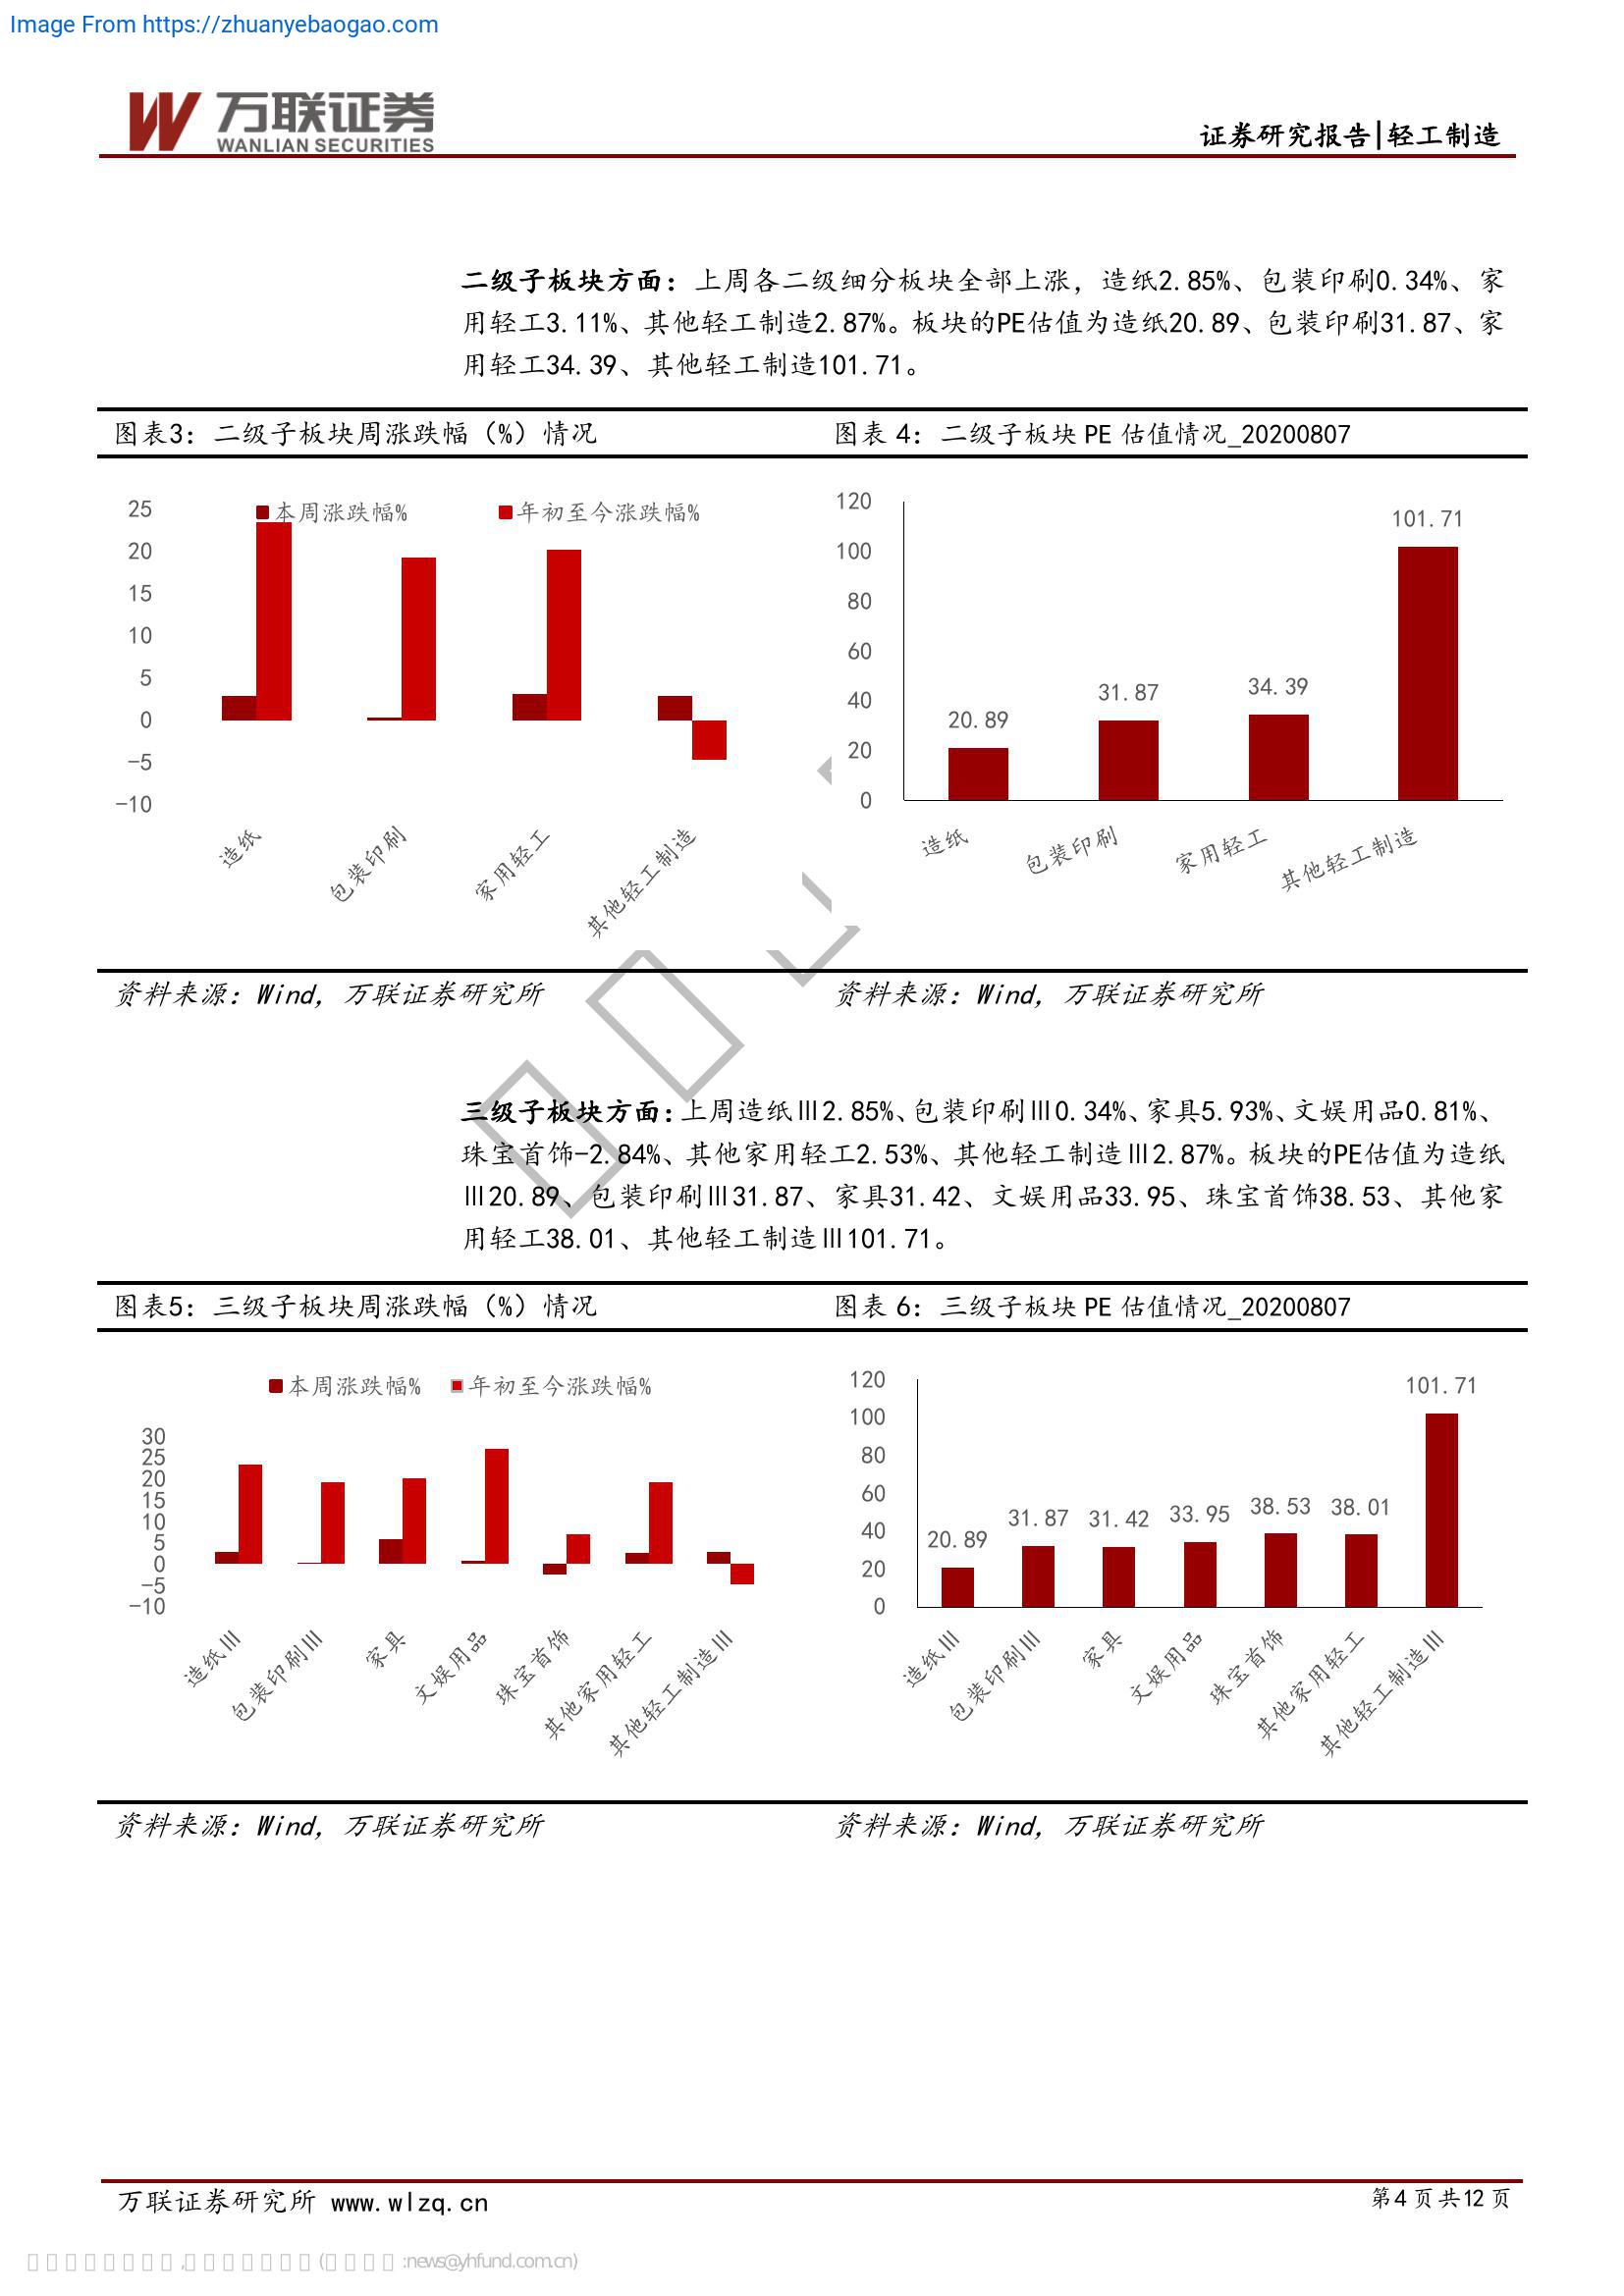 Image From https://zhuanyebaogao.com
万联证券
WANLIAN SECURITIES
证券研究报告|轻工制造
二级子板块方面：上周各二级细分板块全部上涨，造纸2.85%、包装印刷0.34%、家
用轻工3.11%、其他轻工制造2.87%。板块的PE估值为造纸20.89、包装印刷31.87、家
用轻工34.39、其他轻工制造101.71。
图表3：二级子板块周涨跌幅（%）情况
图表 4：二级子板块 PE 估值情况_20200807
本周涨跌幅% 年初至今涨跌幅%
25
20
15
10
5
0
-5
-10
造纸 包装印刷 家用轻工 其他轻工制造
120
100
80
60
40
20
0
20.89 31.87 34.39 101.71
造纸 包装印刷 家用轻工 其他轻工制造
资料来源：Wind，万联证券研究所
资料来源：Wind，万联证券研究所
三级子板块方面：上周造纸Ⅲ2.85%、包装印刷Ⅲ0.34%、家具5.93%、文娱用品0.81%、
珠宝首饰-2.84%、其他家用轻工2.53%、其他轻工制造Ⅲ2.87%。板块的PE估值为造纸
Ⅲ20.89、包装印刷Ⅲ31.87、家具31.42、文娱用品33.95、珠宝首饰38.53、其他家
用轻工38.01、其他轻工制造Ⅲ101.71。
图表5：三级子板块周涨跌幅（%）情况
图表 6：三级子板块 PE 估值情况_20200807
本周涨跌幅% 年初至今涨跌幅%
30
25
20
15
10
5
0
-5
-10
造纸Ⅲ 包装印刷Ⅲ 家具 文娱用品 珠宝首饰 其他家用轻工 其他轻工制造Ⅲ
120
100
80
60
40
20
0
20.89 31.87 31.42 33.95 38.53 38.01 101.71
造纸Ⅲ 包装印刷Ⅲ 家具 文娱用品 珠宝首饰 其他家用轻工 其他轻工制造Ⅲ
资料来源：Wind，万联证券研究所
资料来源：Wind，万联证券研究所
万联证券研究所 www.wlzq.cn
第4页共12页
:news@yhfund.com.cn)